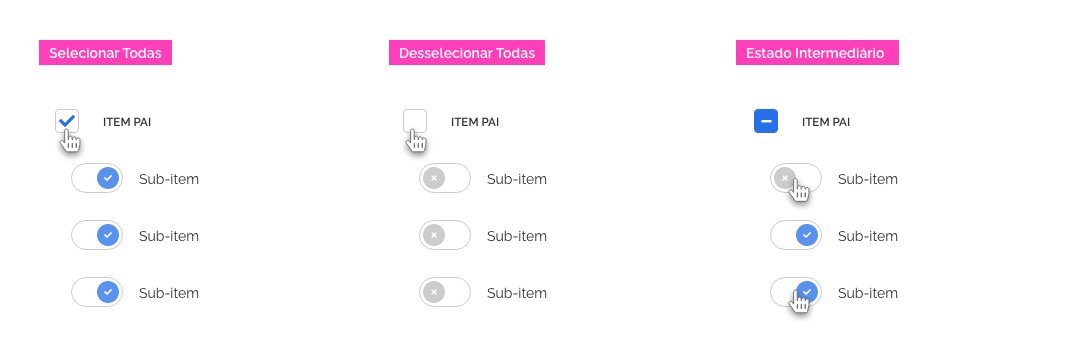 Selecionar Todas
ITEM PAI
Sub-item
Sub-item
Sub-item
Desselecionar Todas
ITEM PAI
Sub-item
Sub-item
Sub-item
Estado Intermediário
ITEM PAI
Sub-item
Sub-item
Sub-item